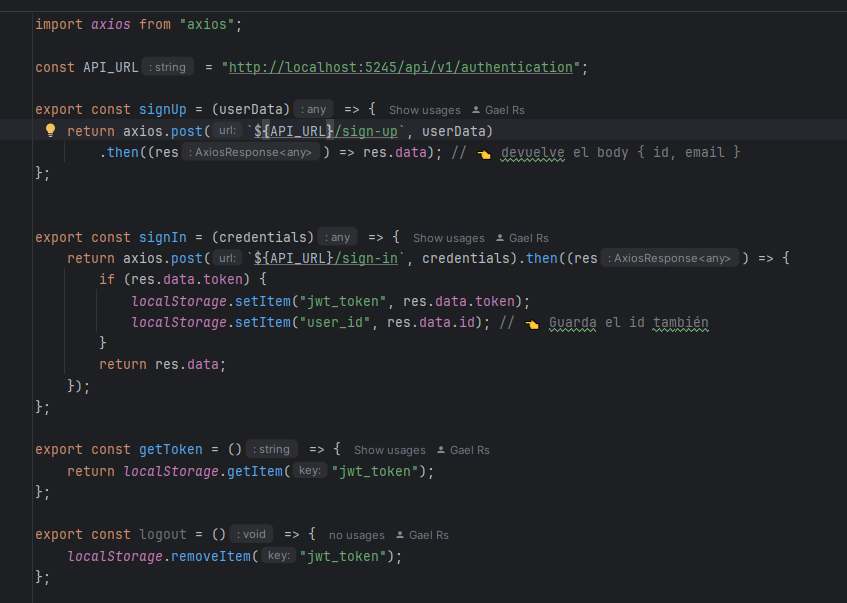 import axios from "axios";
const API_URL : string = "http://localhost:5245/api/v1/authentication";
export const signUp = (userData) : any => { Show usages Gael Rs
return axios.post( url: `${API_URL}/sign-up`, userData)
.then((res : AxiosResponse<any> ) => res.data); // 👈 devuelve el body { id, email }
};
export const signIn = (credentials) : any => { Show usages Gael Rs
return axios.post( url: `${API_URL}/sign-in`, credentials).then((res : AxiosResponse<any> ) => {
if (res.data.token) {
localStorage.setItem("jwt_token", res.data.token);
localStorage.setItem("user_id", res.data.id); // 👈 Guarda el id también
}
return res.data;
});
};
export const getToken = () : string => { Show usages Gael Rs
return localStorage.getItem( key: "jwt_token");
};
export const logout = () : void => { no usages Gael Rs
localStorage.removeItem( key: "jwt_token");
};